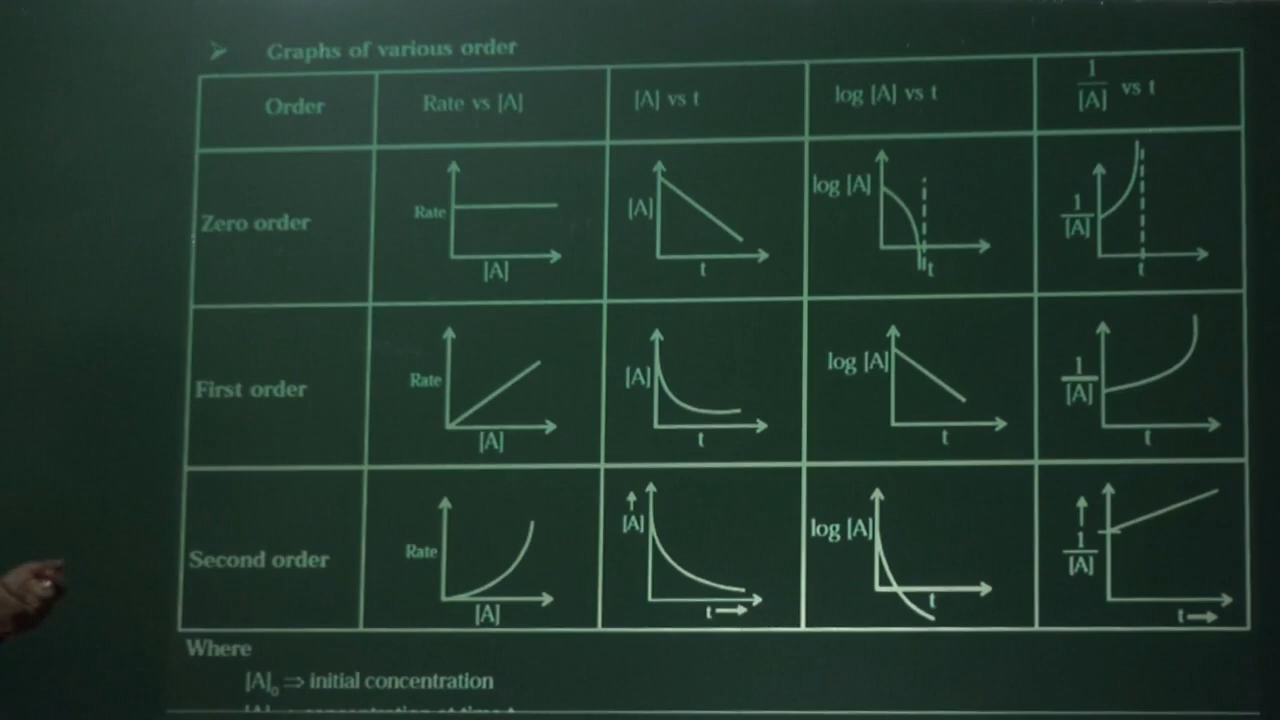 ➢ Graphs of various order
Order Rate vs [A] [A] vs t log [A] vs t 1/[A] vs t
Zero order
Rate
[A]
[A]
t
log [A]
t
1/[A]
t
First order
Rate
[A]
[A]
t
log [A]
t
1/[A]
t
Second order
Rate
[A]
[A]
t
log [A]
t
1/[A]
t
Where
[A]₀ ⇒ initial concentration